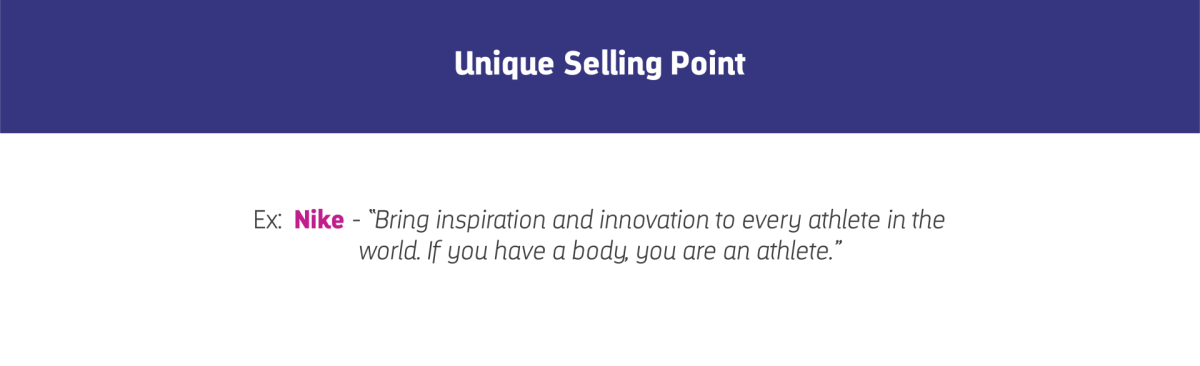 Unique Selling Point
Ex: Nike - “Bring inspiration and innovation to every athlete in the
world. If you have a body, you are an athlete.”